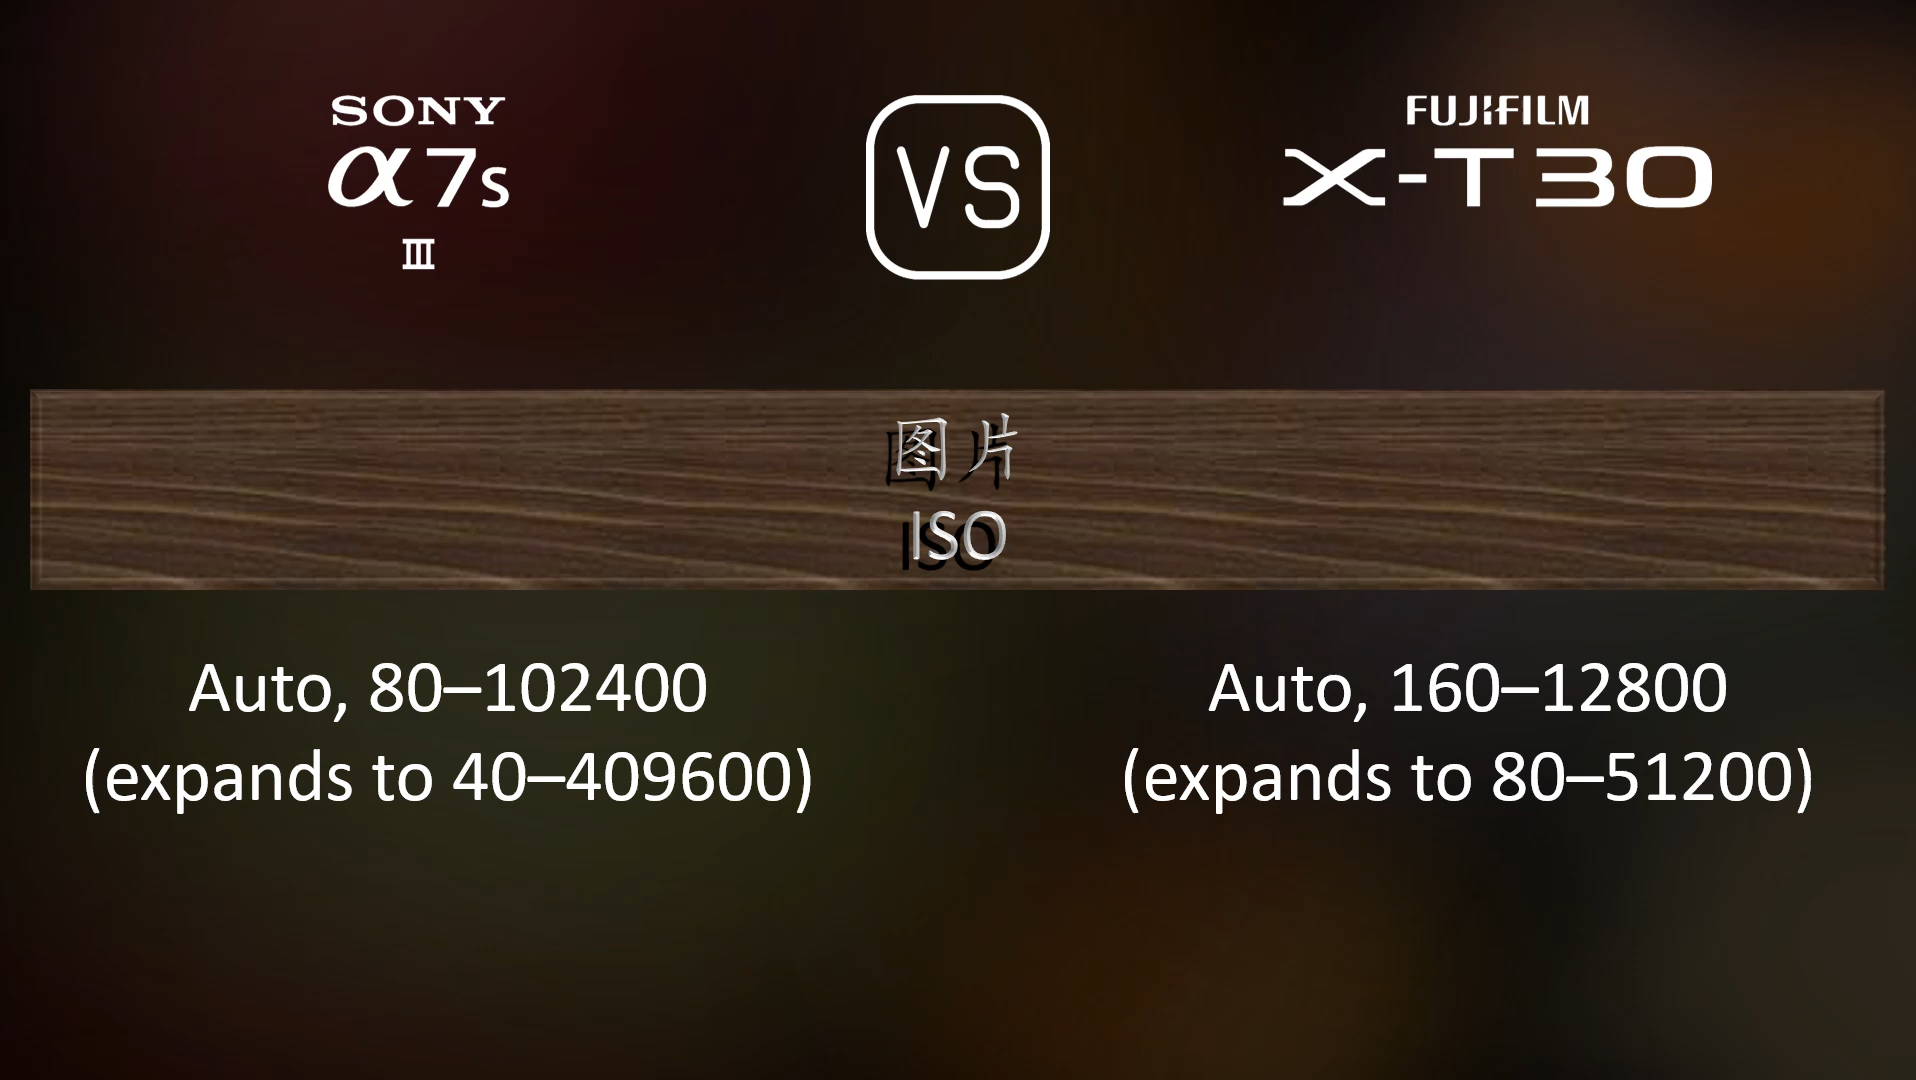 SONY
α7s
III
VS
FUJIFILM
X-T30
图片
ISO
Auto, 80–102400
(expands to 40–409600)
Auto, 160–12800
(expands to 80–51200)